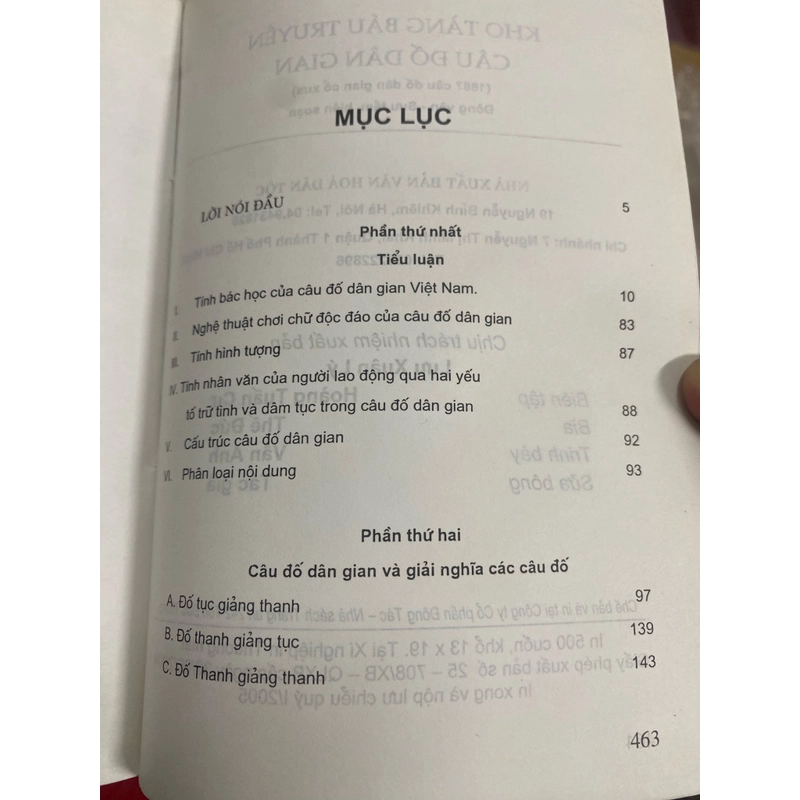 MỤC LỤC
LỜI NÓI ĐẦU 5
Phần thứ nhất
Tiểu luận
I. Tính bác học của câu đố dân gian Việt Nam. 10
II. Nghệ thuật chơi chữ độc đáo của câu đố dân gian 83
III. Tính hình tượng 87
IV. Tính nhân văn của người lao động qua hai yếu
tố trữ tình và dâm tục trong câu đố dân gian 88
V. Cấu trúc câu đố dân gian 92
VI. Phân loại nội dung 93
Phần thứ hai
Câu đố dân gian và giải nghĩa các câu đố
A. Đố tục giảng thanh 97
B. Đố thanh giảng tục 139
C. Đố Thanh giảng thanh 143
463